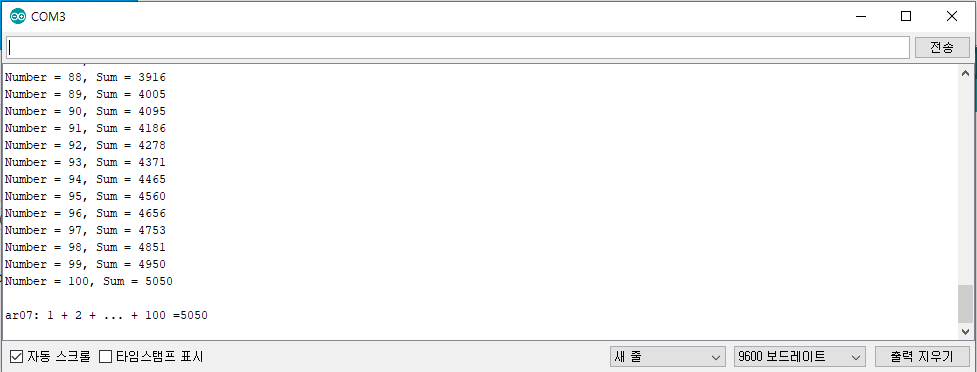 COM3
전송
Number = 88, Sum = 3916
Number = 89, Sum = 4005
Number = 90, Sum = 4095
Number = 91, Sum = 4186
Number = 92, Sum = 4278
Number = 93, Sum = 4371
Number = 94, Sum = 4465
Number = 95, Sum = 4560
Number = 96, Sum = 4656
Number = 97, Sum = 4753
Number = 98, Sum = 4851
Number = 99, Sum = 4950
Number = 100, Sum = 5050
ar07: 1 + 2 + ... + 100 =5050
자동 스크롤 타임스탬프 표시 새 줄 9600 보드레이트 출력 지우기